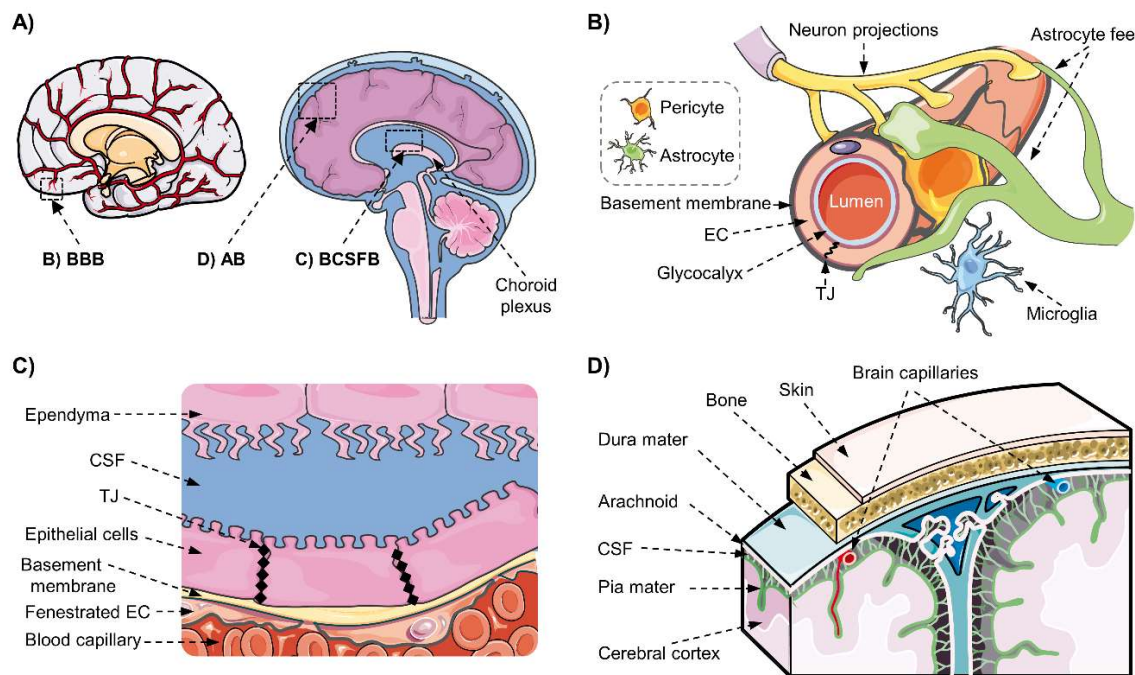 A)
B) BBB
D) AB
C) BCSFB
Choroid
plexus
B)
Neuron projections
Astrocyte fee
Pericyte
Astrocyte
Basement membrane
Lumen
EC
Glycocalyx
TJ
Microglia
C)
Ependyma
CSF
TJ
Epithelial cells
Basement
membrane
Fenestrated EC
Blood capillary
D)
Brain capillaries
Skin
Bone
Dura mater
Arachnoid
CSF
Pia mater
Cerebral cortex